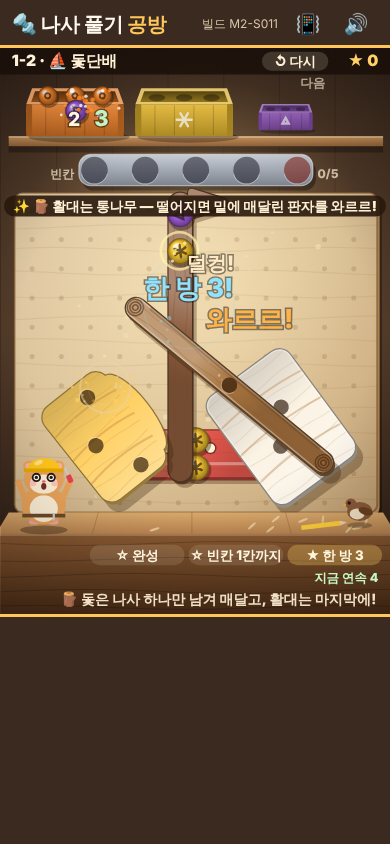 나사 풀기 공방
빌드 M2-S011
1-2 · 돛단배
다시
★ 0
다음
2 3
빈칸
0/5
활대는 통나무 — 떨어지면 밑에 매달린 판자를 와르르!
덜컹!
한 방 3!
와르르!
☆ 완성
☆ 빈칸 1칸까지
★ 한 방 3
지금 연속 4
돛은 나사 하나만 남겨 매달고, 활대는 마지막에!